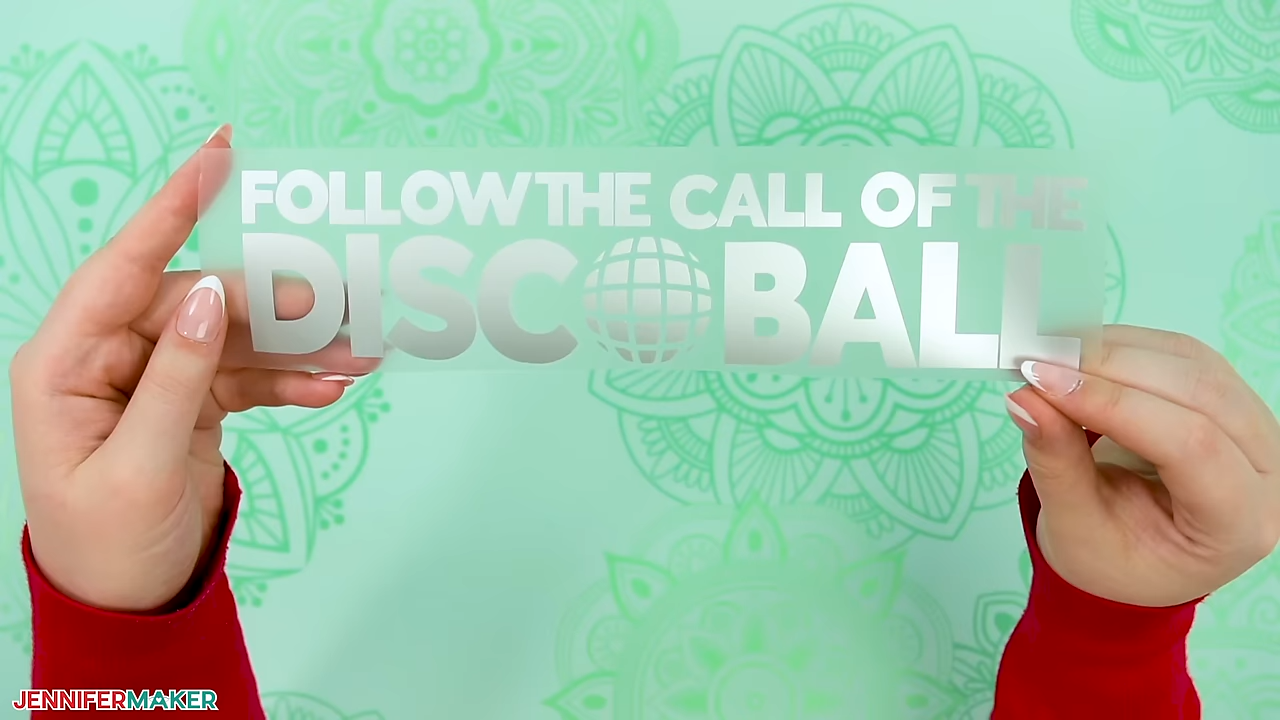 FOLLOW THE CALL OF THE
DISCO BALL
JENNIFERMAKER